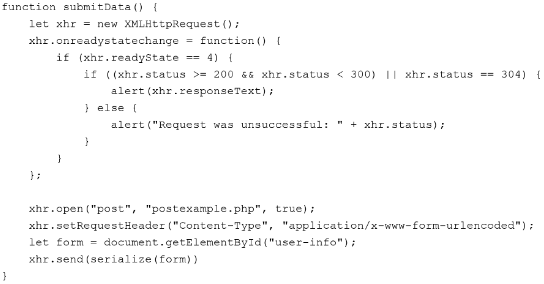 function submitData() {
    let xhr = new XMLHttpRequest();
    xhr.onreadystatechange = function() {
        if (xhr.readyState == 4) {
            if ((xhr.status >= 200 && xhr.status < 300) || xhr.status == 304) {
                alert(xhr.responseText);
            } else {
                alert("Request was unsuccessful: " + xhr.status);
            }
        }
    };

    xhr.open("post", "postexample.php", true);
    xhr.setRequestHeader("Content-Type", "application/x-www-form-urlencoded");
    let form = document.getElementById("user-info");
    xhr.send(serialize(form))
}